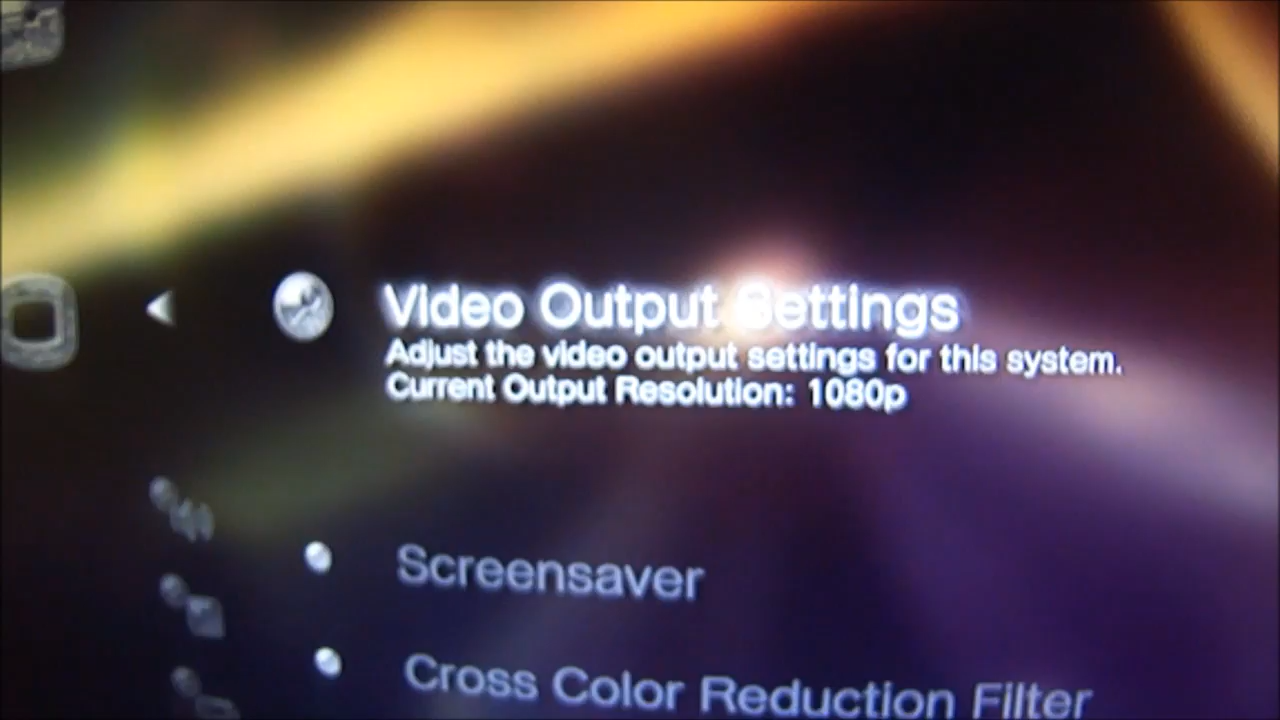 Video Output Settings
Adjust the video output settings for this system.
Current Output Resolution: 1080p
Screensaver
Cross Color Reduction Filter